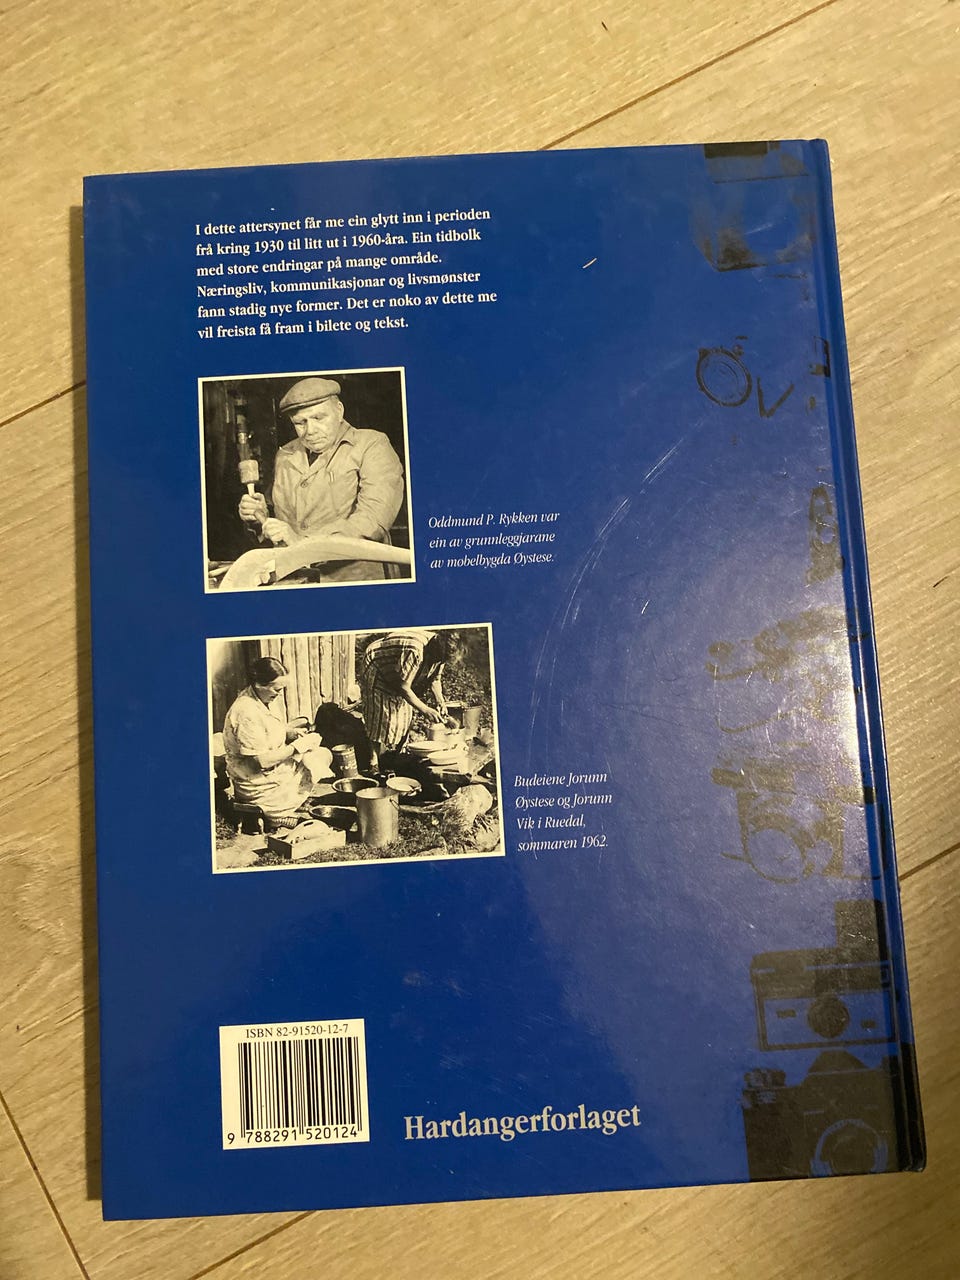 I dette attersynet får me ein glytt inn i perioden
frå kring 1930 til litt ut i 1960-åra. Ein tidbolk
med store endringar på mange område.
Næringsliv, kommunikasjonar og livsmønster
fann stadig nye former. Det er noko av dette me
vil freista få fram i bilete og tekst.
Oddmund P. Rykken var
ein av grunnleggjarane
av møbelbygda Øystese.
Budeiene Jorunn
Øystese og Jorunn
Vik i Ruedal,
sommaren 1962.
ISBN 82-91520-12-7
9 788291 520124
Hardangerforlaget